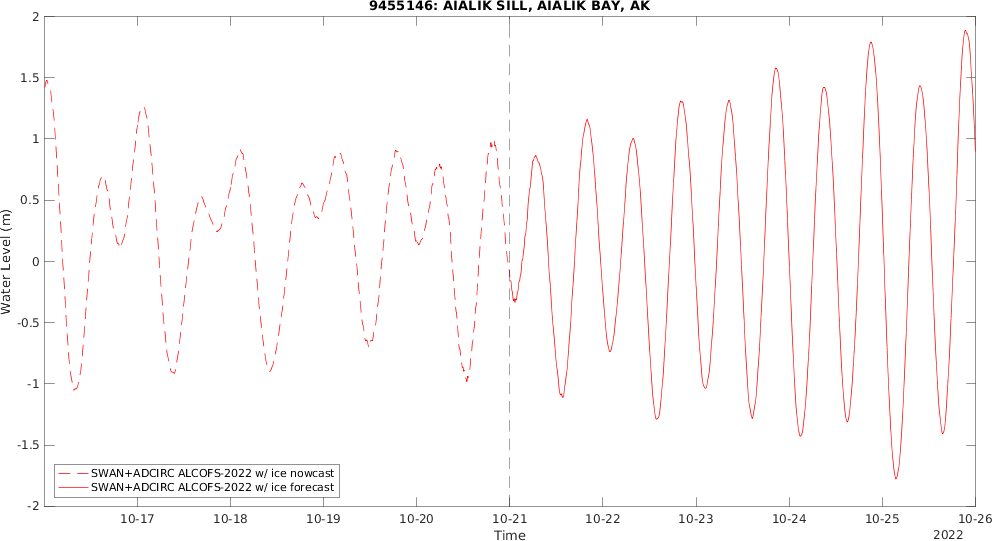 9455146: AIALIK SILL, AIALIK BAY, AK
2
1.5
1
0.5
0
-0.5
-1
-1.5
-2
Water Level (m)
SWAN+ADCIRC ALCOFS-2022 w/ ice nowcast
SWAN+ADCIRC ALCOFS-2022 w/ ice forecast
10-17 10-18 10-19 10-20 10-21 10-22 10-23 10-24 10-25 10-26
Time
2022